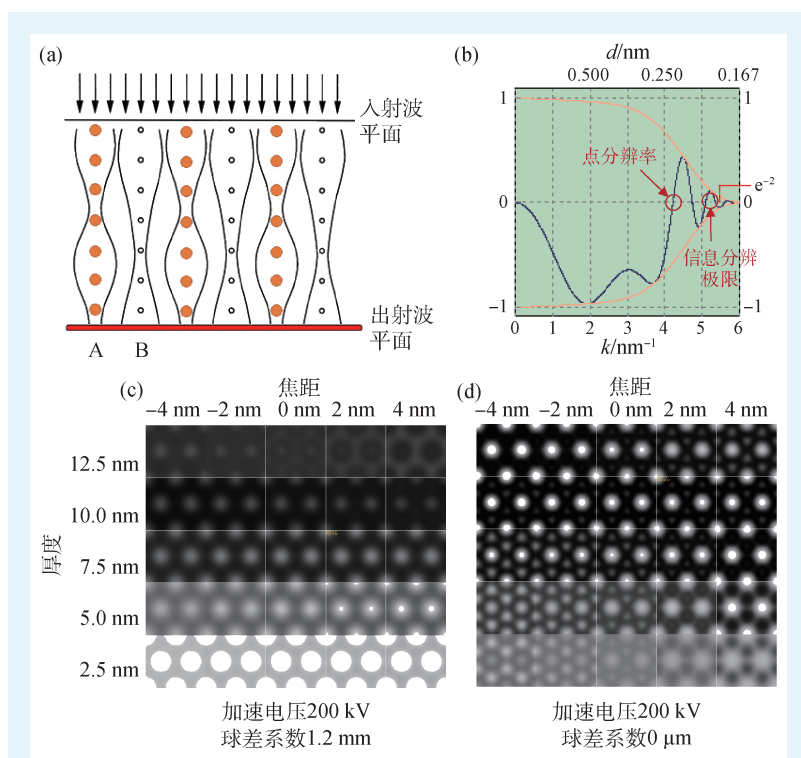 (a)
入射波
平面
出射波
平面
A B
(b)
d/nm
0.500 0.250 0.167
1 1
点分辨率
e⁻²
0 0
信息分辨
极限
−1 −1
0 1 2 3 4 5 6
k/nm⁻¹
(c)
焦距
−4 nm −2 nm 0 nm 2 nm 4 nm
厚度
12.5 nm
10.0 nm
7.5 nm
5.0 nm
2.5 nm
加速电压200 kV
球差系数1.2 mm
(d)
焦距
−4 nm −2 nm 0 nm 2 nm 4 nm
加速电压200 kV
球差系数0 μm